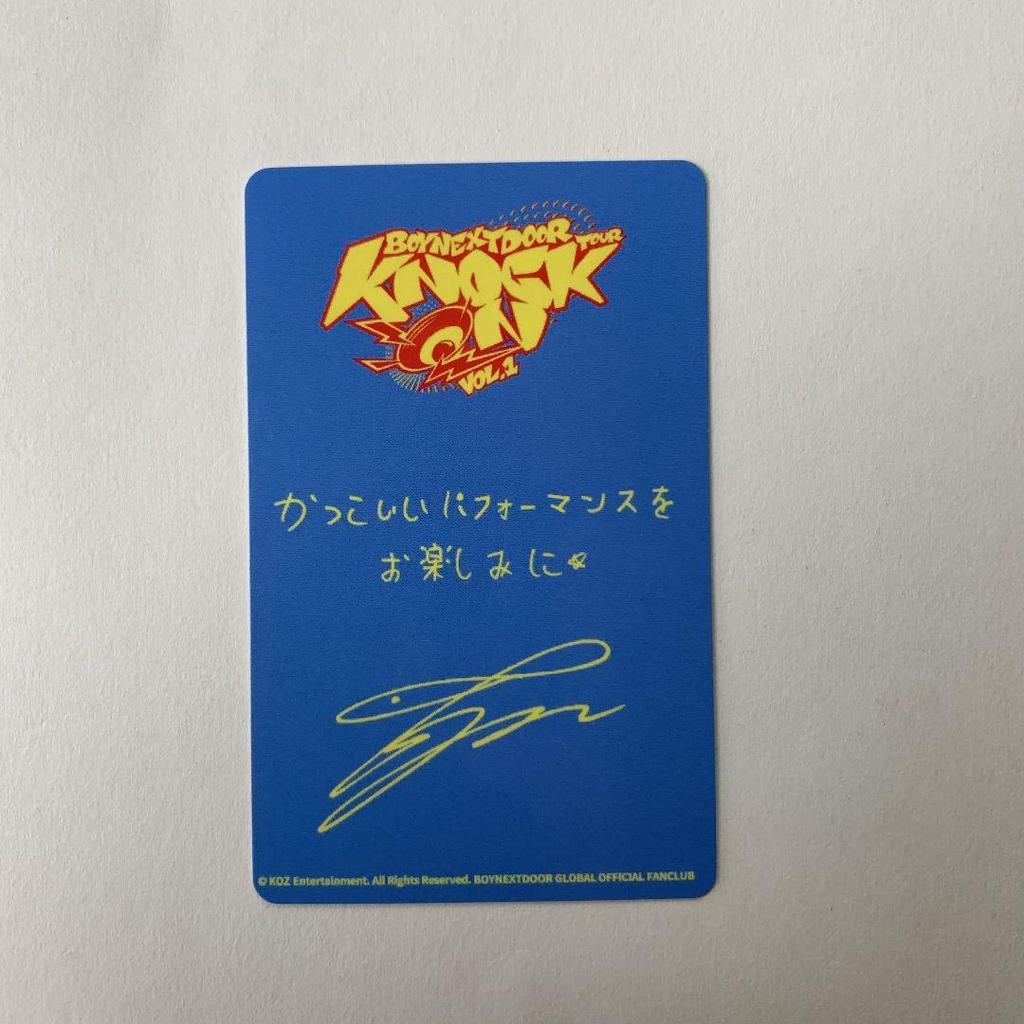 BOYNEXTDOOR TOUR
KNOCK
ON
VOL.1
かっこいい パフォーマンスを
お楽しみに☆
© KOZ Entertainment. All Rights Reserved. BOYNEXTDOOR GLOBAL OFFICIAL FANCLUB